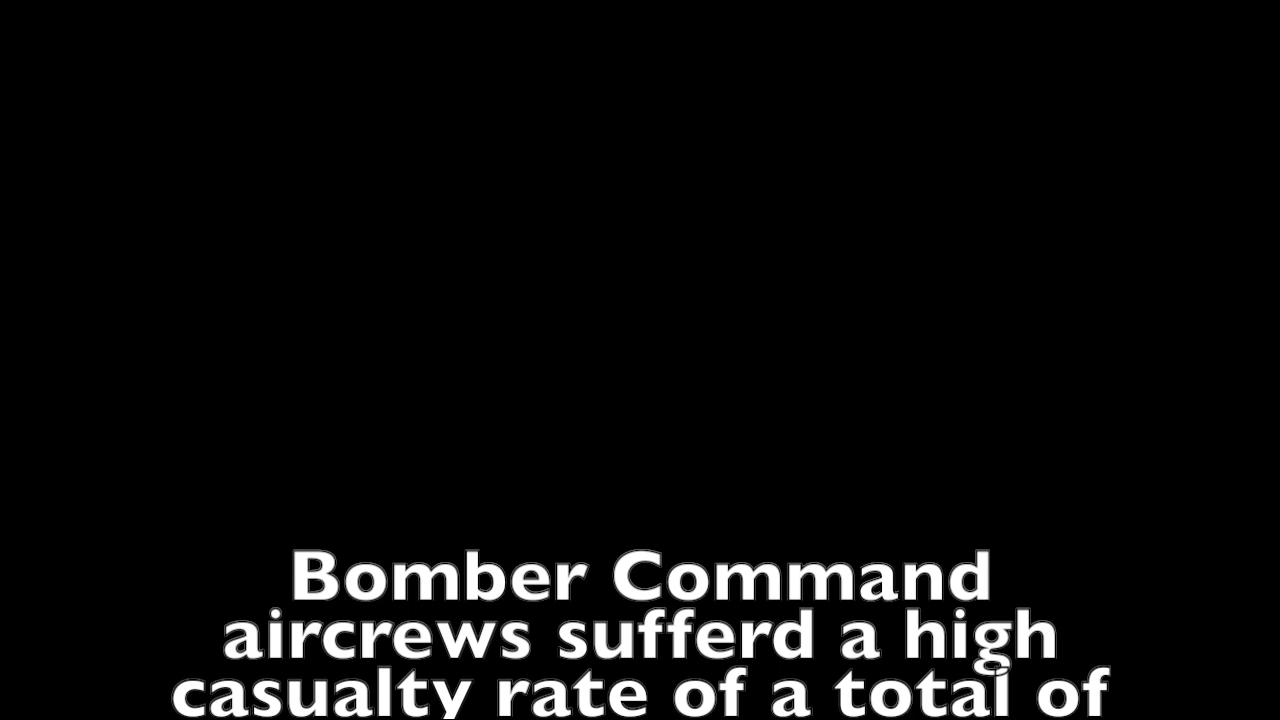 Bomber Command
aircrews sufferd a high
casualty rate of a total of